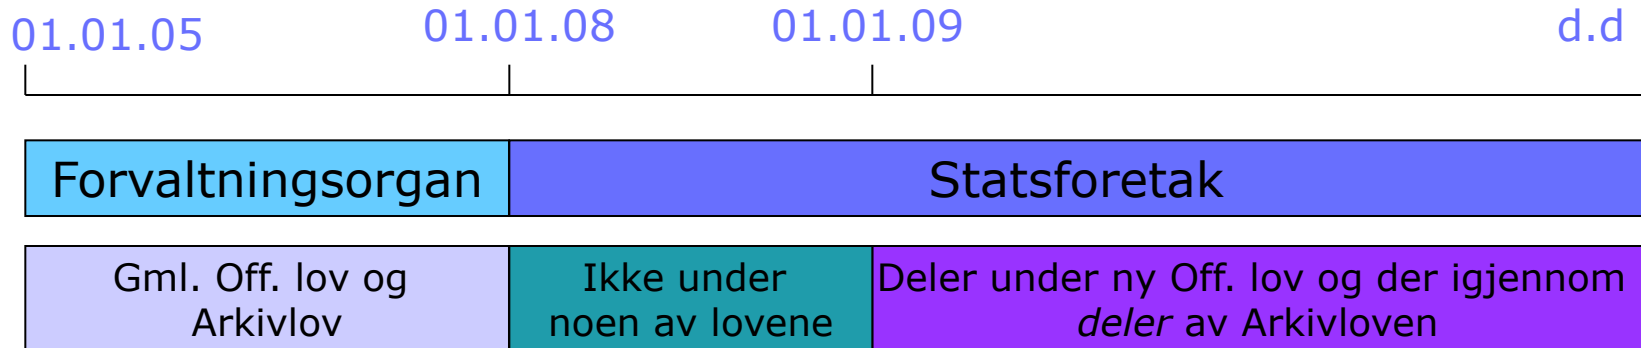 01.01.05 01.01.08 01.01.09 d.d
Forvaltningsorgan Statsforetak
Gml. Off. lov og
Arkivlov
Ikke under
noen av lovene
Deler under ny Off. lov og der igjennom
deler av Arkivloven